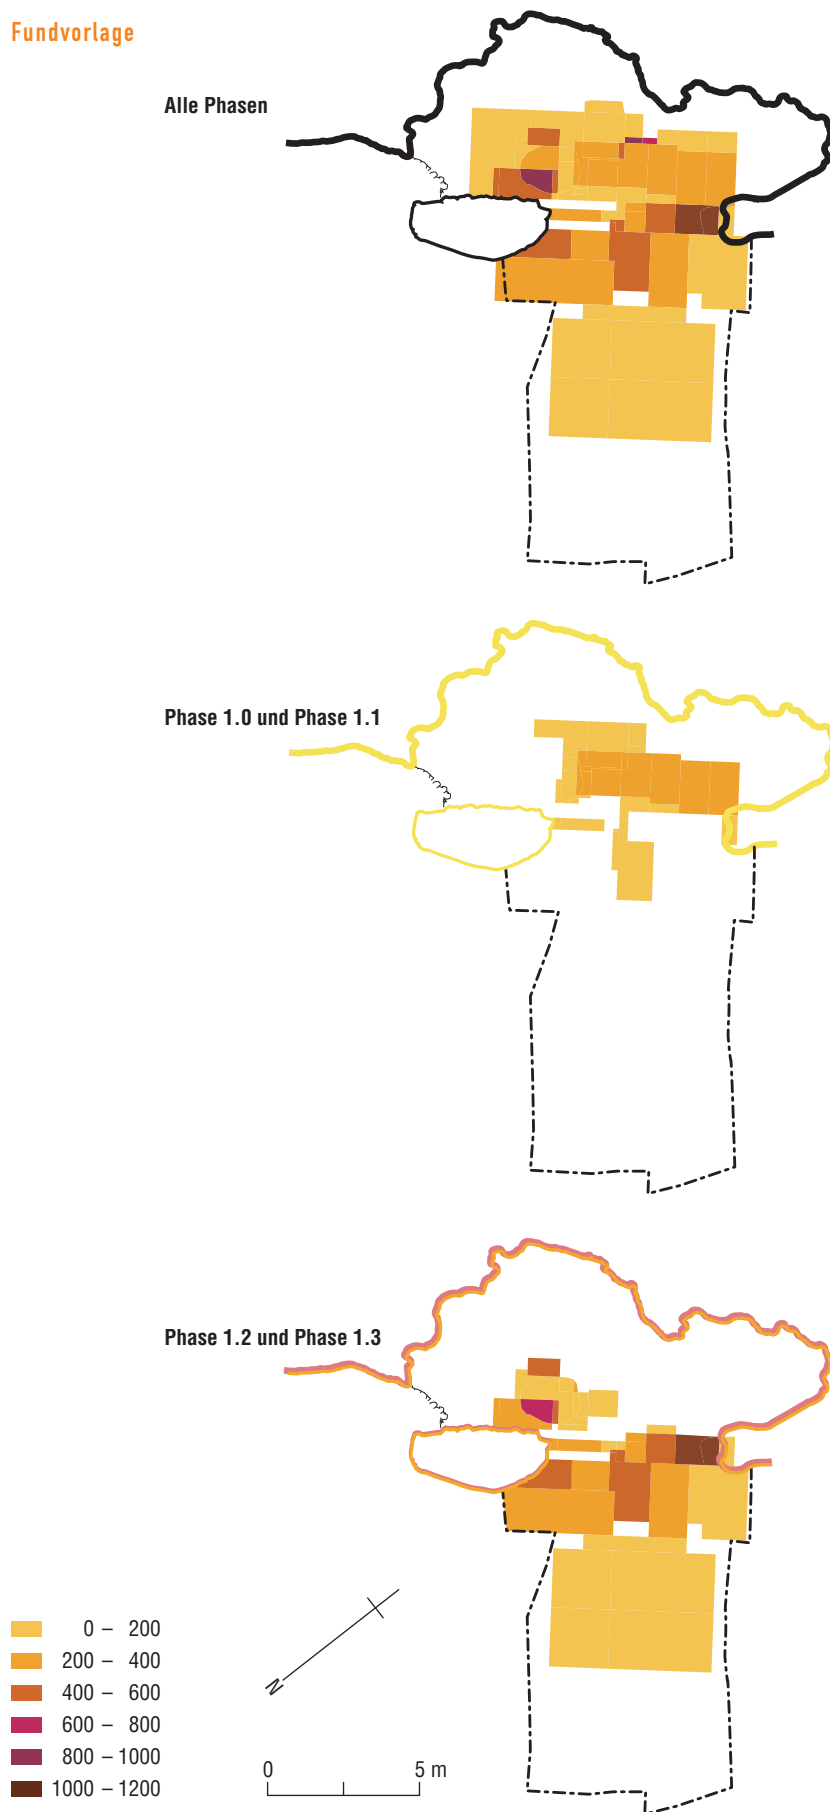 Fundvorlage
Alle Phasen
Phase 1.0 und Phase 1.1
Phase 1.2 und Phase 1.3
0 – 200
200 – 400
400 – 600
600 – 800
800 – 1000
1000 – 1200
N
0 5 m